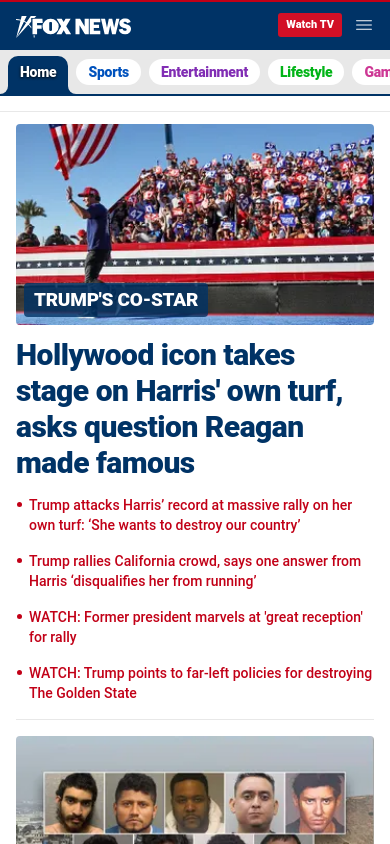 FOX NEWS
Watch TV
Home
Sports
Entertainment
Lifestyle
Gam
47
TRUMP'S CO-STAR
Hollywood icon takes
stage on Harris' own turf,
asks question Reagan
made famous
• Trump attacks Harris’ record at massive rally on her
own turf: ‘She wants to destroy our country’
• Trump rallies California crowd, says one answer from
Harris ‘disqualifies her from running’
• WATCH: Former president marvels at 'great reception'
for rally
• WATCH: Trump points to far-left policies for destroying
The Golden State